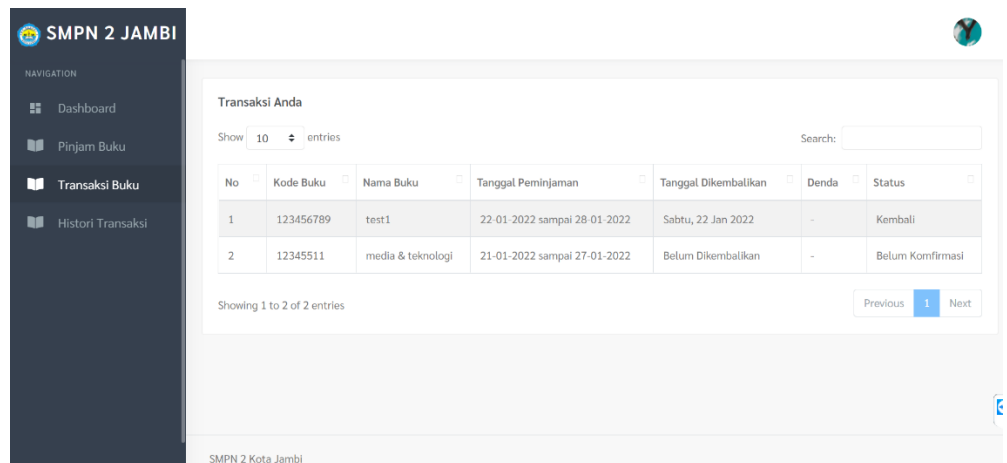 SMPN 2 JAMBI
NAVIGATION
Dashboard
Pinjam Buku
Transaksi Buku
Histori Transaksi
Transaksi Anda
Show 10 entries
Search:
No Kode Buku Nama Buku Tanggal Peminjaman Tanggal Dikembalikan Denda Status
1 123456789 test1 22-01-2022 sampai 28-01-2022 Sabtu, 22 Jan 2022 - Kembali
2 12345511 media & teknologi 21-01-2022 sampai 27-01-2022 Belum Dikembalikan - Belum Komfirmasi
Showing 1 to 2 of 2 entries
Previous 1 Next
SMPN 2 Kota Jambi